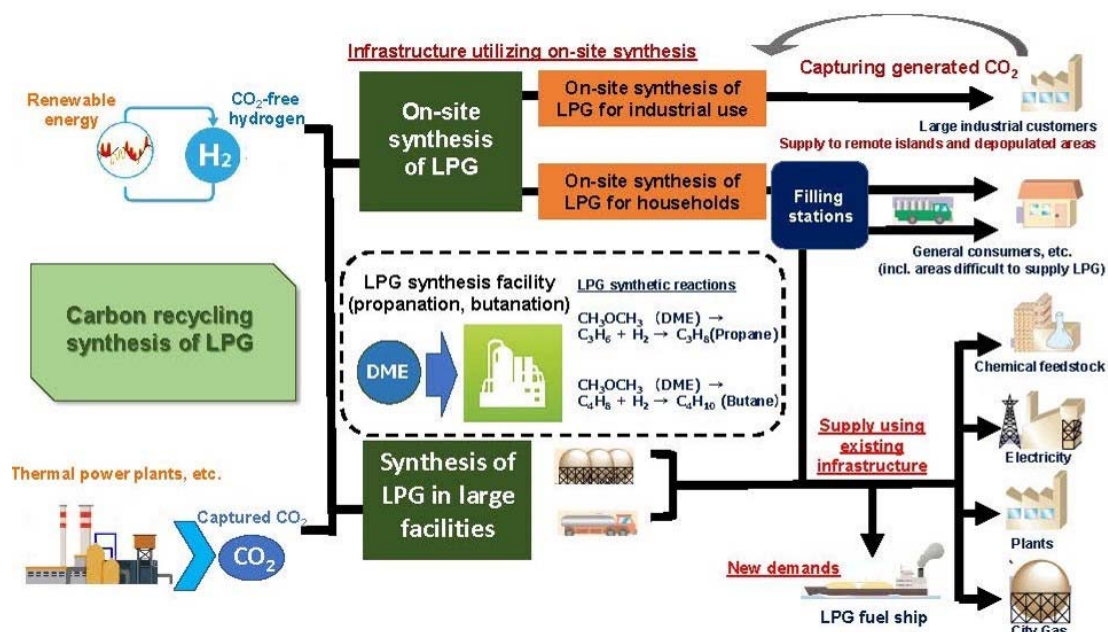 Infrastructure utilizing on-site synthesis
Renewable
energy
CO₂-free
hydrogen
H₂
On-site
synthesis
of LPG
On-site synthesis of
LPG for industrial use
Capturing generated CO₂
Large industrial customers
Supply to remote islands and depopulated areas
On-site synthesis of
LPG for households
Filling
stations
General consumers, etc.
(incl. areas difficult to supply LPG)
Carbon recycling
synthesis of LPG
LPG synthesis facility
(propanation, butanation)
DME
LPG synthetic reactions
CH₃OCH₃ (DME) →
C₃H₆ + H₂ → C₃H₈(Propane)
CH₃OCH₃ (DME) →
C₄H₈ + H₂ → C₄H₁₀ (Butane)
Chemical feedstock
Supply using
existing
infrastructure
Electricity
Thermal power plants, etc.
Captured CO₂
CO₂
Synthesis of
LPG in large
facilities
Plants
New demands
LPG fuel ship
City Gas